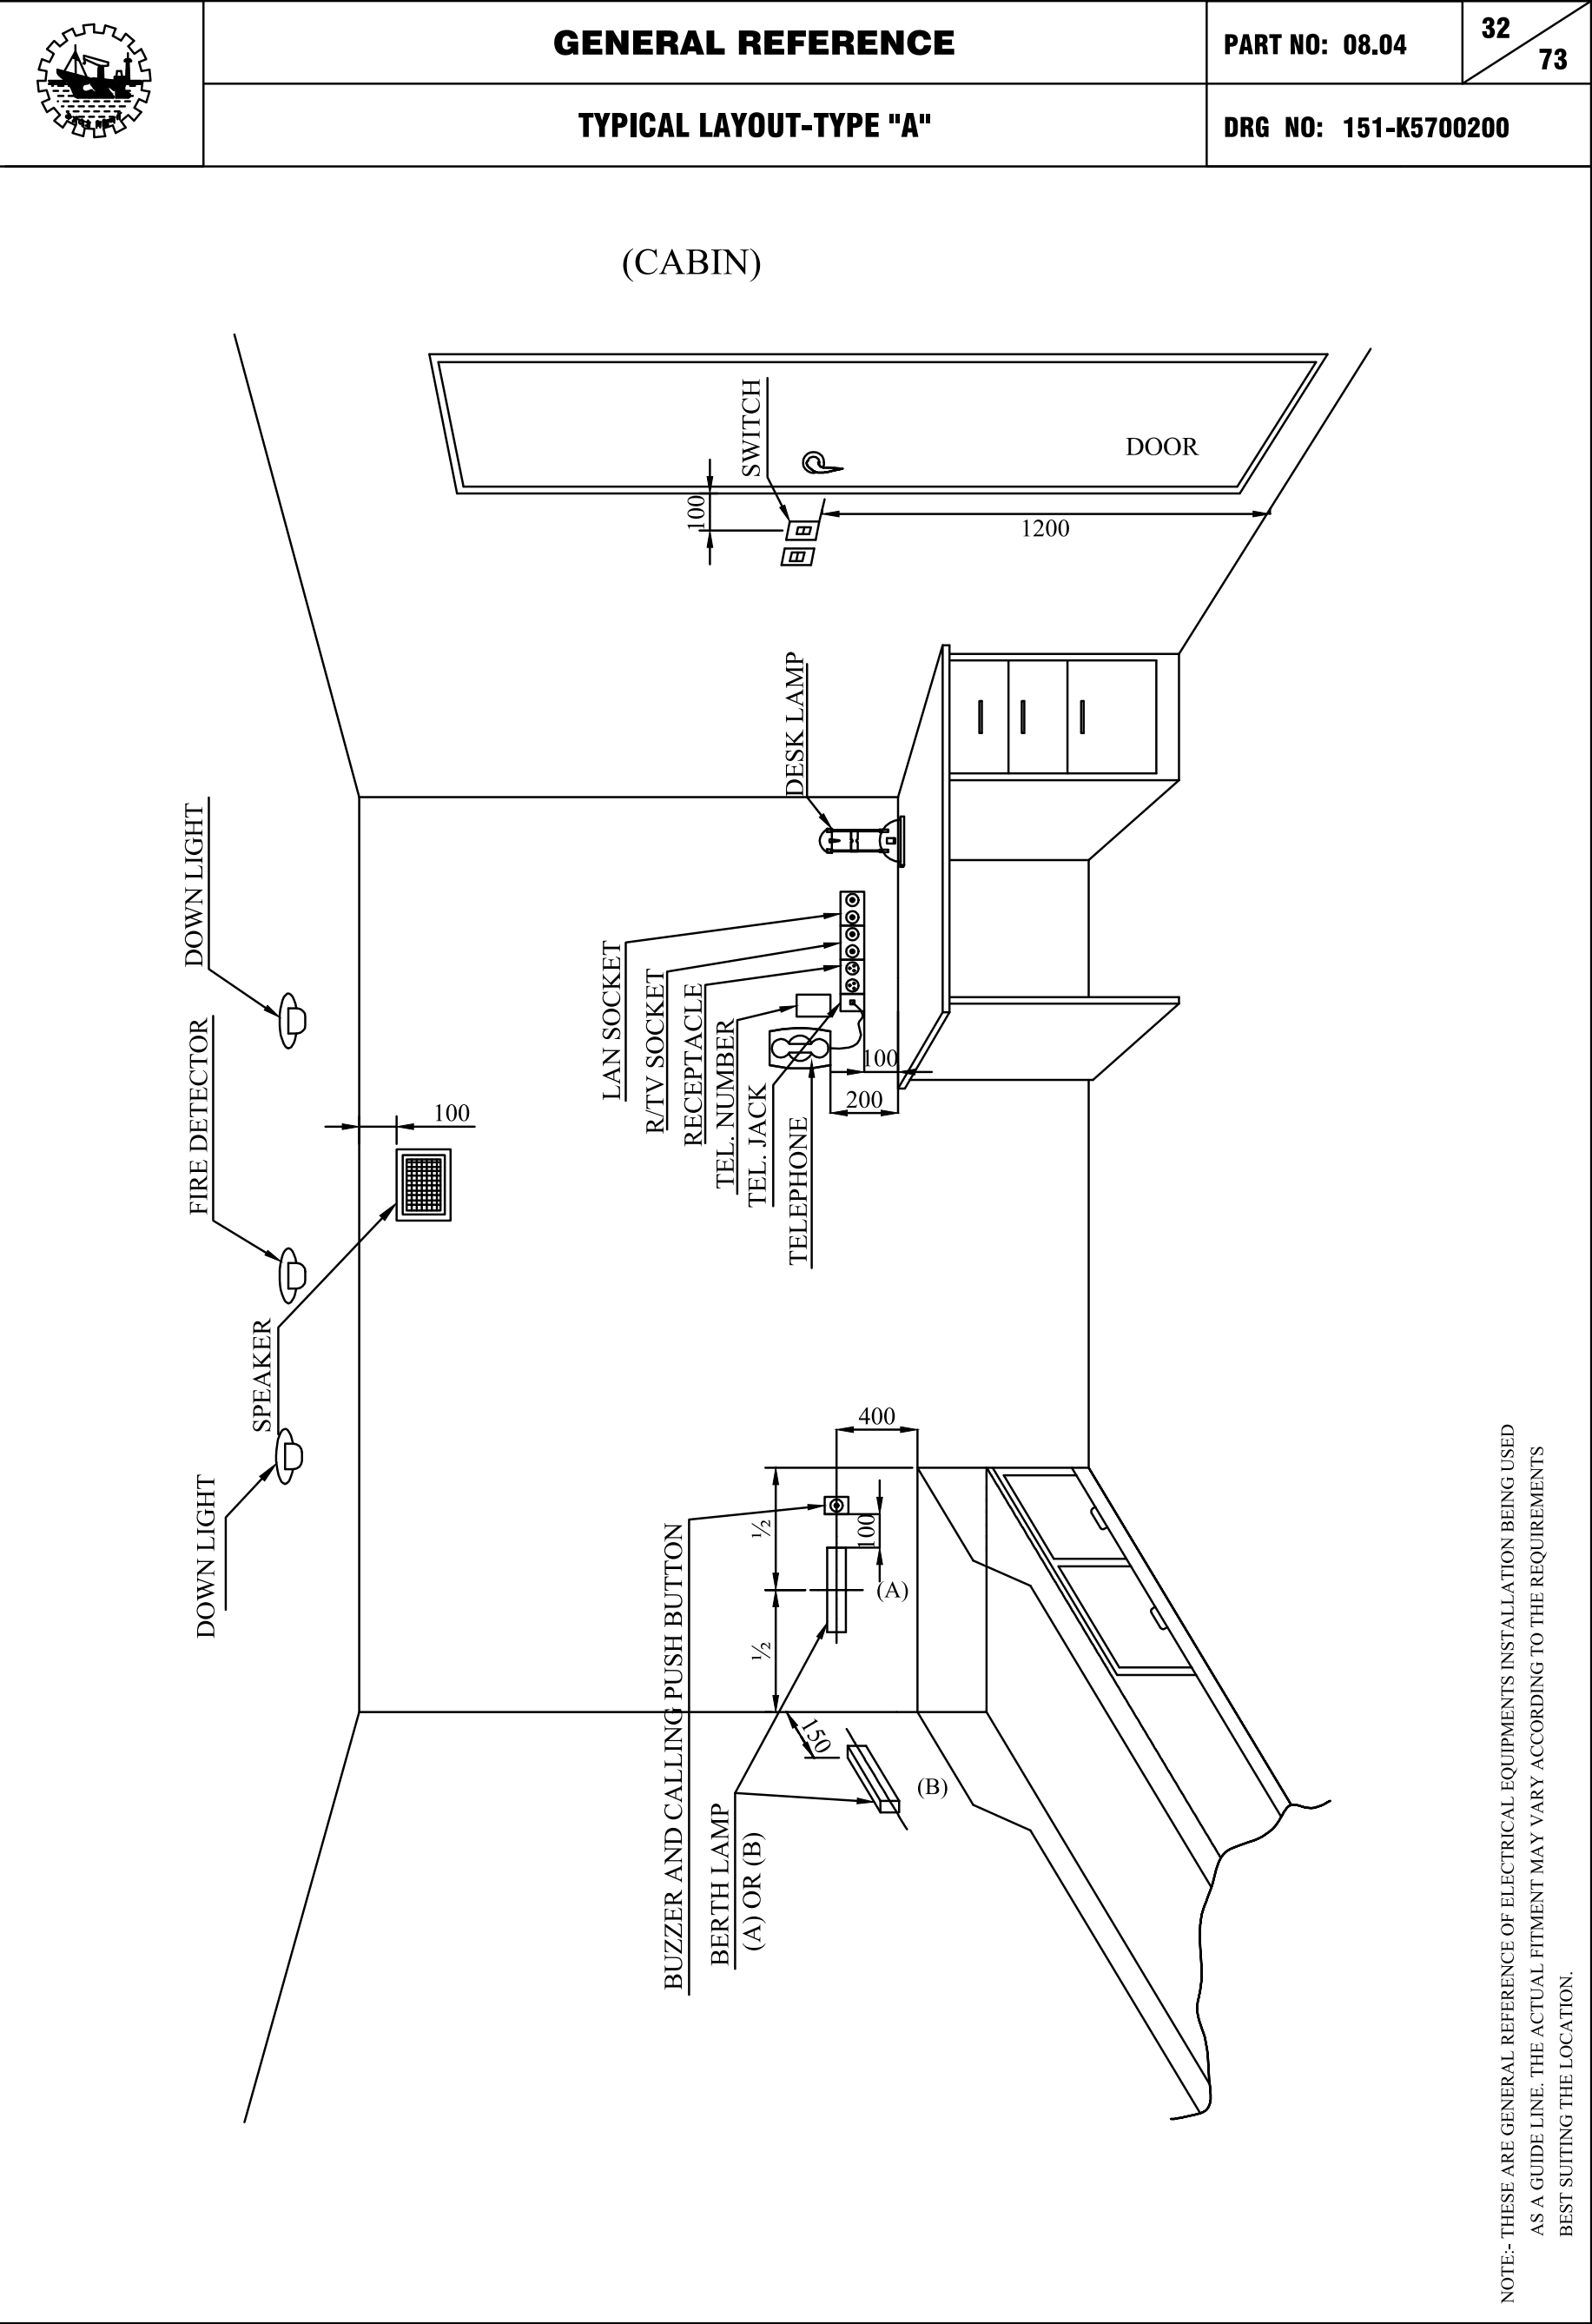 GENERAL REFERENCE
PART NO: 08.04
32
73
TYPICAL LAYOUT-TYPE "A"
DRG NO: 151-K5700200
(CABIN)
SWITCH
DOOR
100
1200
DESK LAMP
DOWN LIGHT
FIRE DETECTOR
100
SPEAKER
DOWN LIGHT
LAN SOCKET
R/TV SOCKET
RECEPTACLE
TEL. NUMBER
TEL. JACK
TELEPHONE
100
200
400
½
½
100
(A)
BUZZER AND CALLING PUSH BUTTON
150
(B)
BERTH LAMP
(A) OR (B)
NOTE:- THESE ARE GENERAL REFERENCE OF ELECTRICAL EQUIPMENTS INSTALLATION BEING USED
AS A GUIDE LINE. THE ACTUAL FITMENT MAY VARY ACCORDING TO THE REQUIREMENTS
BEST SUITING THE LOCATION.